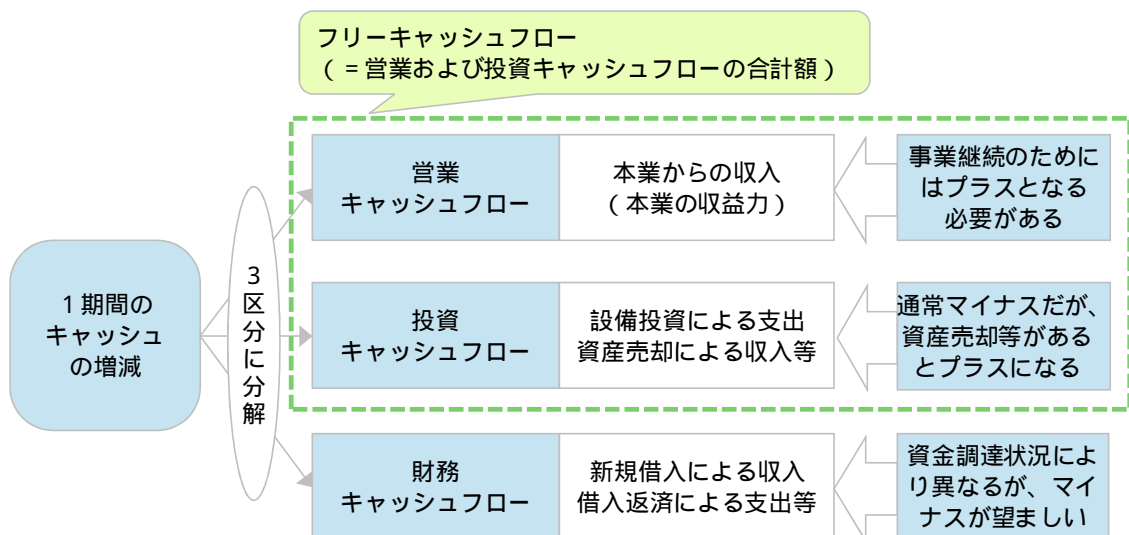 フリーキャッシュフロー
（＝営業および投資キャッシュフローの合計額）
１期間の
キャッシュ
の増減
３区分に分解
営業
キャッシュフロー
本業からの収入
（本業の収益力）
事業継続のために
はプラスとなる
必要がある
投資
キャッシュフロー
設備投資による支出
資産売却による収入等
通常マイナスだが、
資産売却等がある
とプラスになる
財務
キャッシュフロー
新規借入による収入
借入返済による支出等
資金調達状況によ
り異なるが、マイ
ナスが望ましい